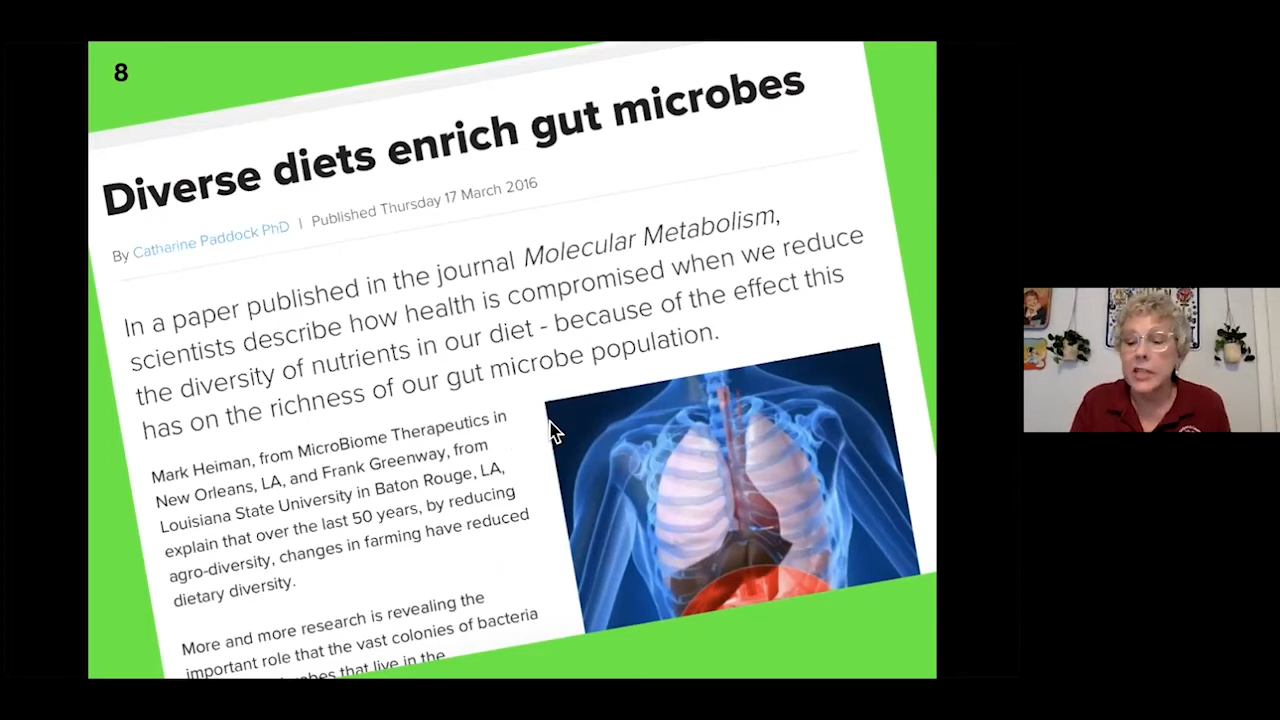 8
Diverse diets enrich gut microbes
By Catharine Paddock PhD | Published Thursday 17 March 2016
In a paper published in the journal Molecular Metabolism,
scientists describe how health is compromised when we reduce
the diversity of nutrients in our diet - because of the effect this
has on the richness of our gut microbe population.
Mark Heiman, from MicroBiome Therapeutics in
New Orleans, LA, and Frank Greenway, from
Louisiana State University in Baton Rouge, LA,
explain that over the last 50 years, by reducing
agro-diversity, changes in farming have reduced
dietary diversity.
More and more research is revealing the
important role that the vast colonies of bacteria
that live in the